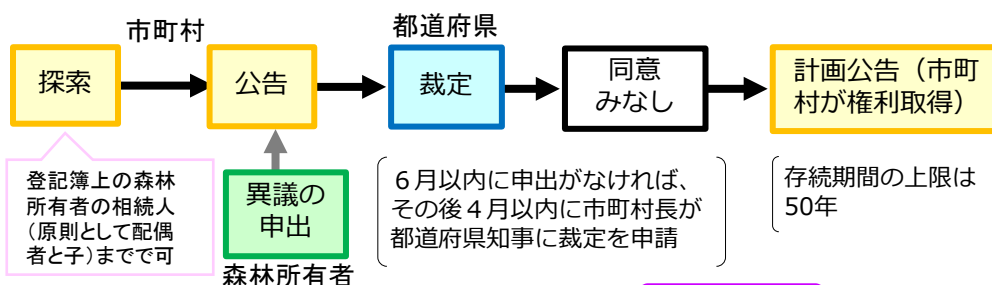 市町村
都道府県
探索
公告
裁定
同意
みなし
計画公告（市町
村が権利取得）
登記簿上の森林
所有者の相続人
（原則として配偶
者と子）までで可
異議の
申出
森林所有者
６月以内に申出がなければ、
その後４月以内に市町村長が
都道府県知事に裁定を申請
存続期間の上限は
50年